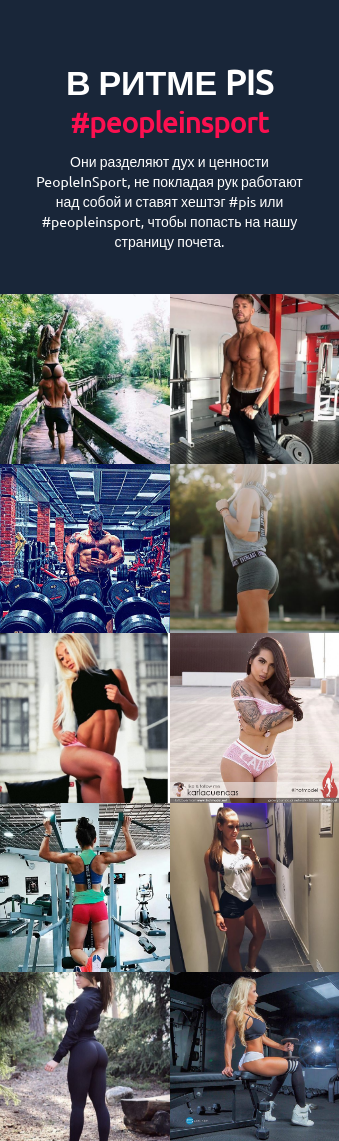 В РИТМЕ PIS
#peopleinsport
Они разделяют дух и ценности
PeopleInSport, не покладая рук работают
над собой и ставят хештэг #pis или
#peopleinsport, чтобы попасть на нашу
страницу почета.
karlacuencas
#hotmodel